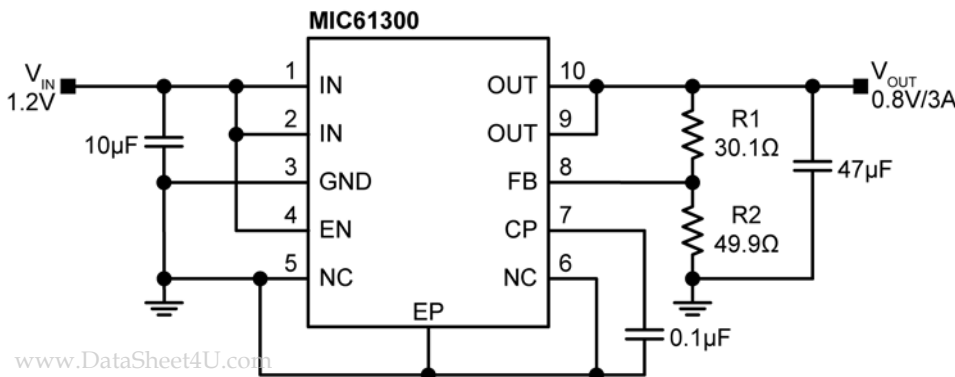 MIC61300
V_IN
1.2V
10µF
1
IN
2
IN
3
GND
4
EN
5
NC
EP
OUT
10
OUT
9
FB
8
CP
7
NC
6
R1
30.1Ω
R2
49.9Ω
47µF
V_OUT
0.8V/3A
0.1µF
www.DataSheet4U.com